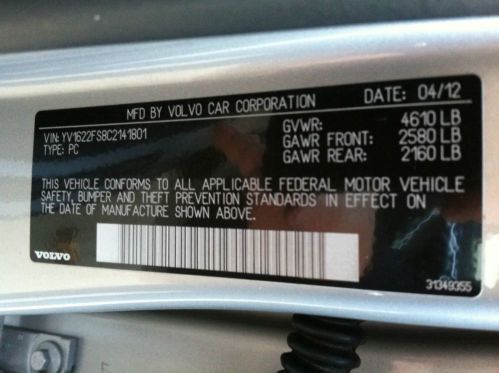 MFD BY VOLVO CAR CORPORATION DATE: 04/12
VIN: YV1622FS8C2141801
TYPE: PC
GVWR: 4610 LB
GAWR FRONT: 2580 LB
GAWR REAR: 2160 LB
THIS VEHICLE CONFORMS TO ALL APPLICABLE FEDERAL MOTOR VEHICLE
SAFETY, BUMPER AND THEFT PREVENTION STANDARDS IN EFFECT ON
THE DATE OF MANUFACTURE SHOWN ABOVE.
VOLVO
31349355